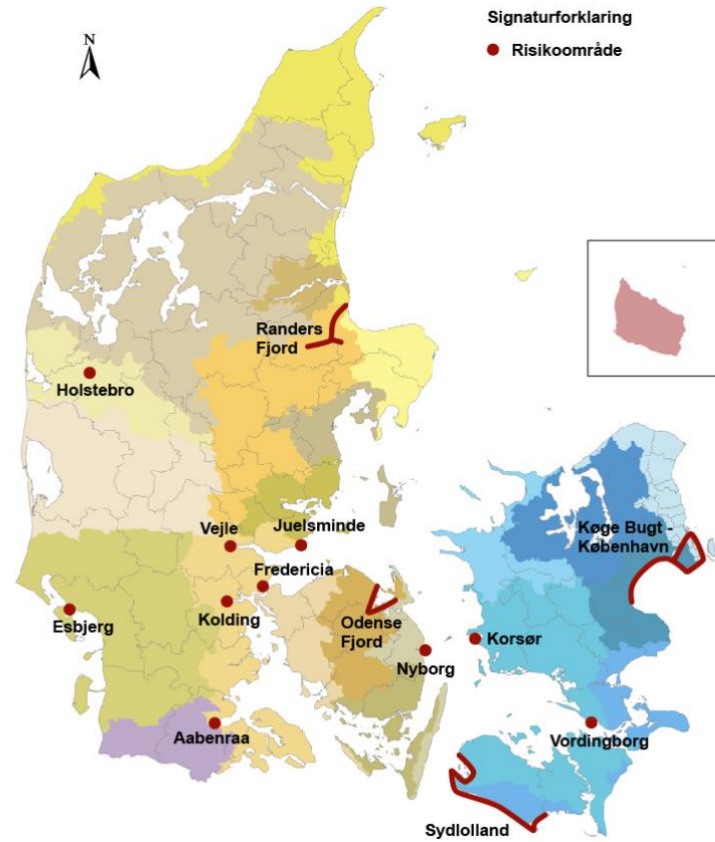 Signaturforklaring
N
Risikoområde
Randers
Fjord
Holstebro
Køge Bugt -
København
Vejle
Juelsminde
Fredericia
Esbjerg
Kolding
Odense
Fjord
Korsør
Nyborg
Aabenraa
Vordingborg
Sydlolland